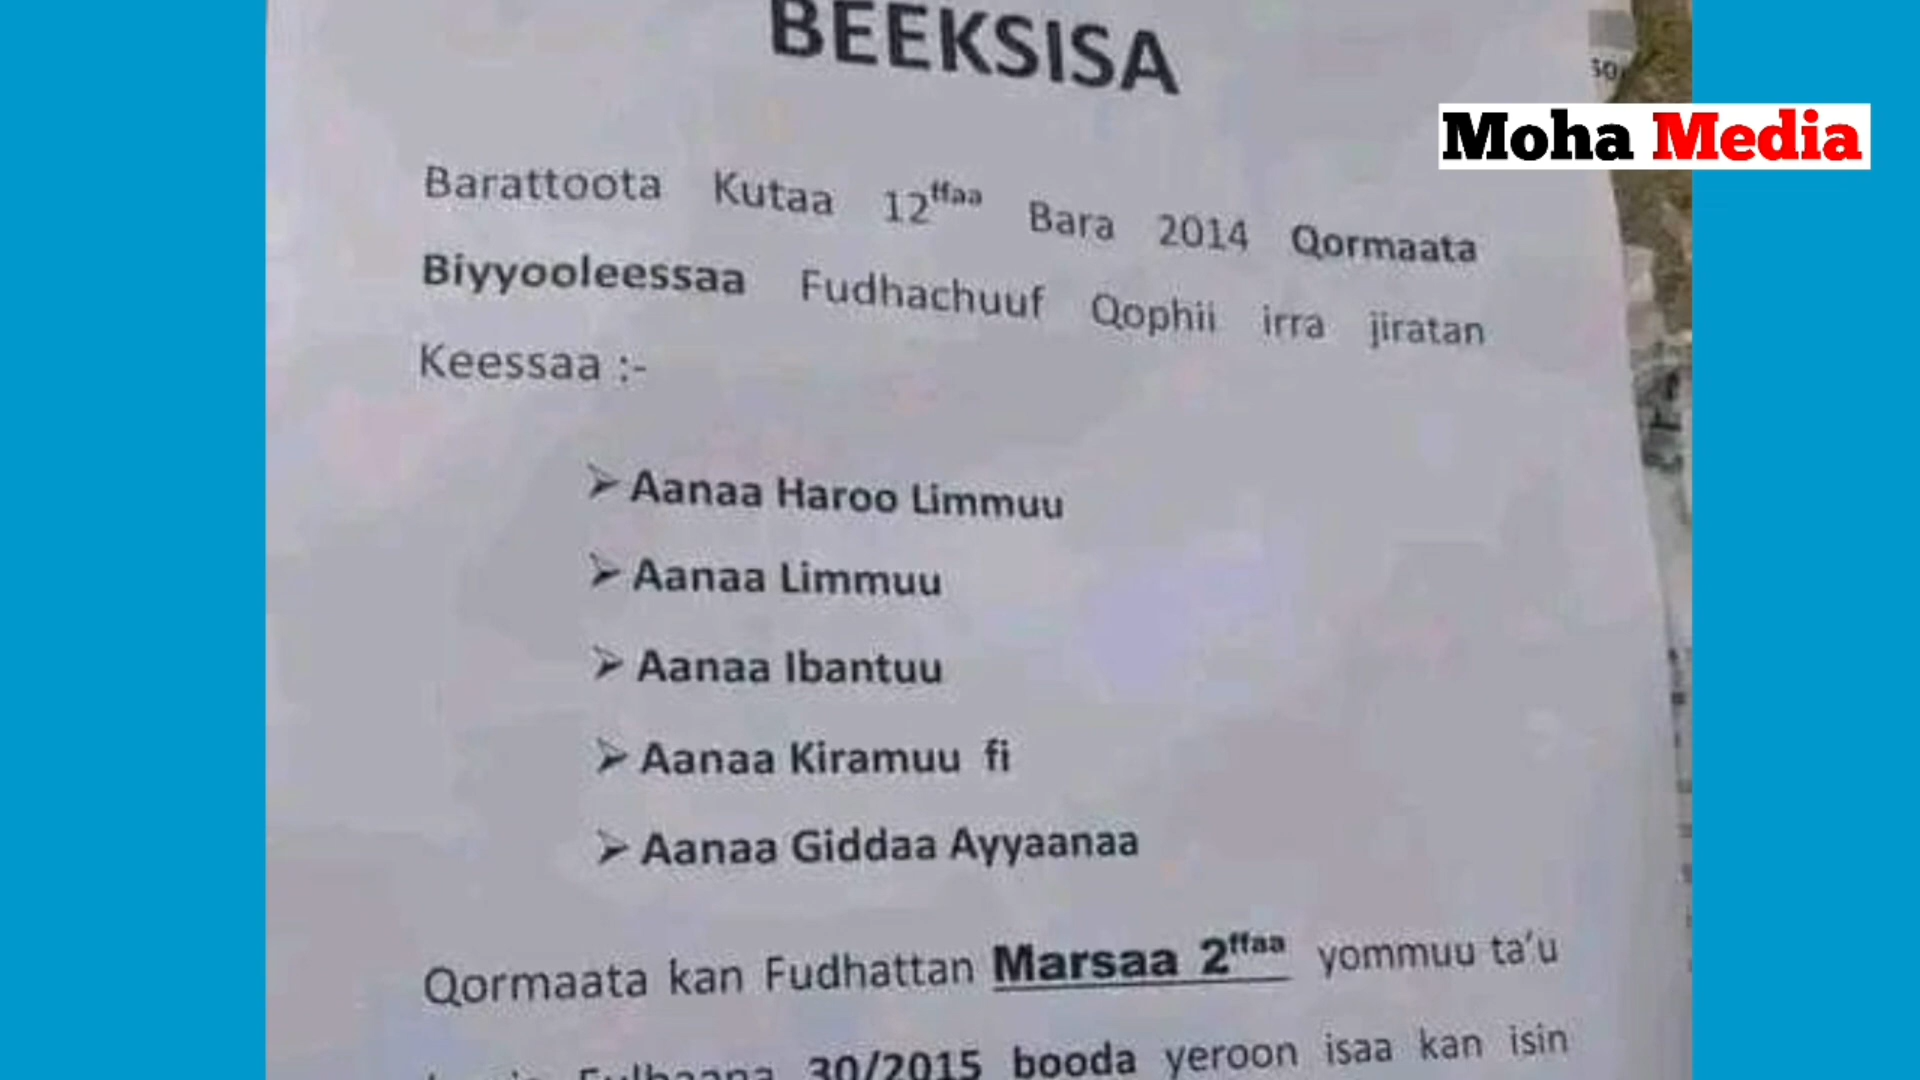 BEEKSISA
Moha Media
Barattoota Kutaa 12ffaa Bara 2014 Qormaata
Biyyooleessaa Fudhachuuf Qophii irra jiratan
Keessaa :-
➢ Aanaa Haroo Limmuu
➢ Aanaa Limmuu
➢ Aanaa Ibantuu
➢ Aanaa Kiramuu fi
➢ Aanaa Giddaa Ayyaanaa
Qormaata kan Fudhattan Marsaa 2ffaa yommuu ta'u
30/2015 booda yeroon isaa kan isin